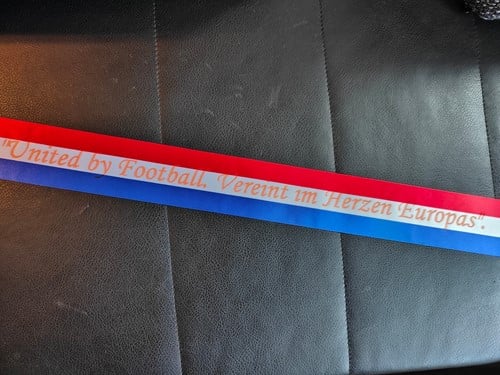 "United by Football. Vereint im Herzen Europas".